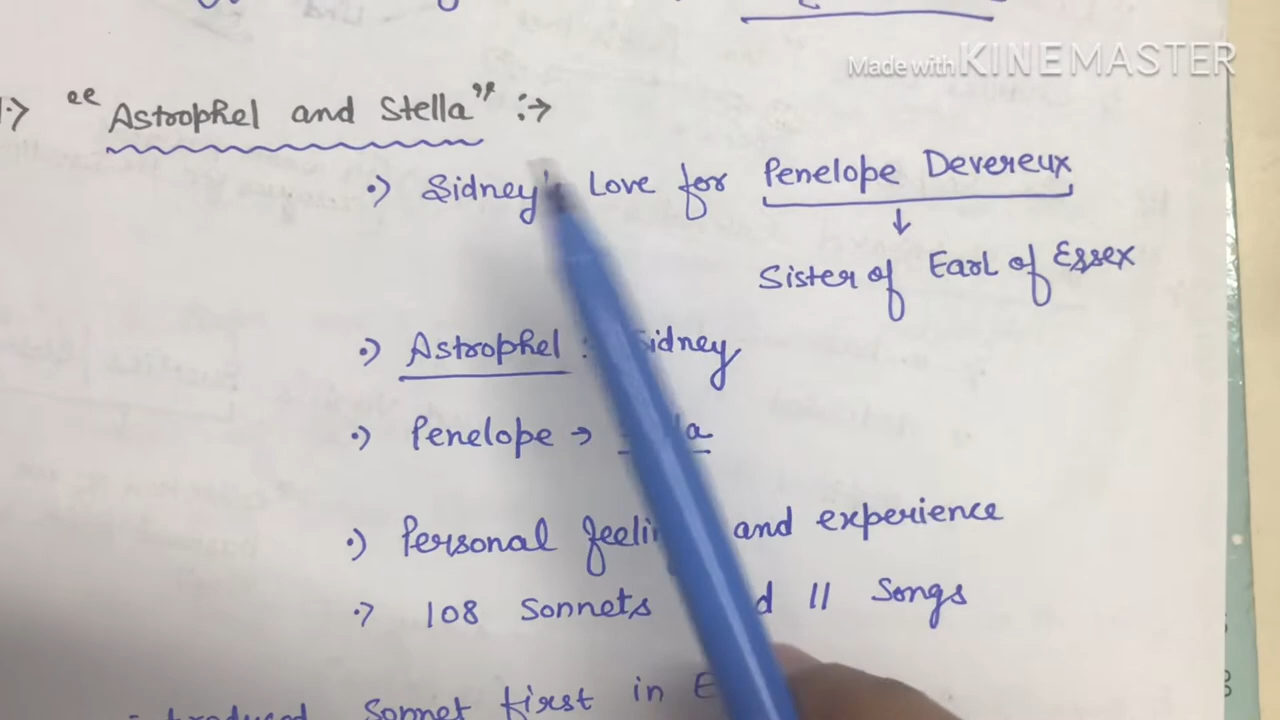 Made with KINEMASTER
"Astrophel and Stella" :→
•) Sidney's Love for Penelope Devereux
↓
Sister of Earl of Essex
•) Astrophel : Sidney
•) Penelope →
•) Personal and experience
•) 108 Sonnets 11 Songs
Sonnet first in